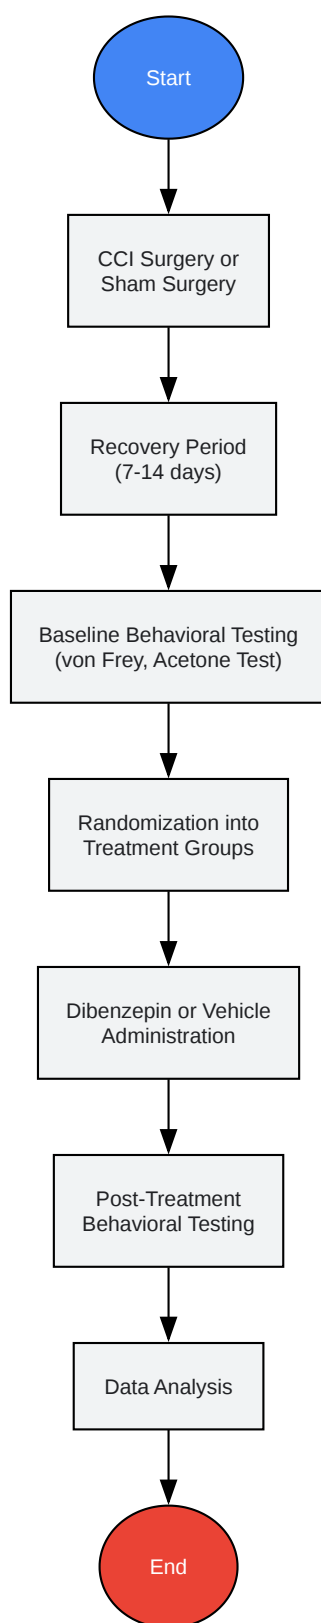 Start
CCI Surgery or
Sham Surgery
Recovery Period
(7-14 days)
Baseline Behavioral Testing
(von Frey, Acetone Test)
Randomization into
Treatment Groups
Dibenzepin or Vehicle
Administration
Post-Treatment
Behavioral Testing
Data Analysis
End